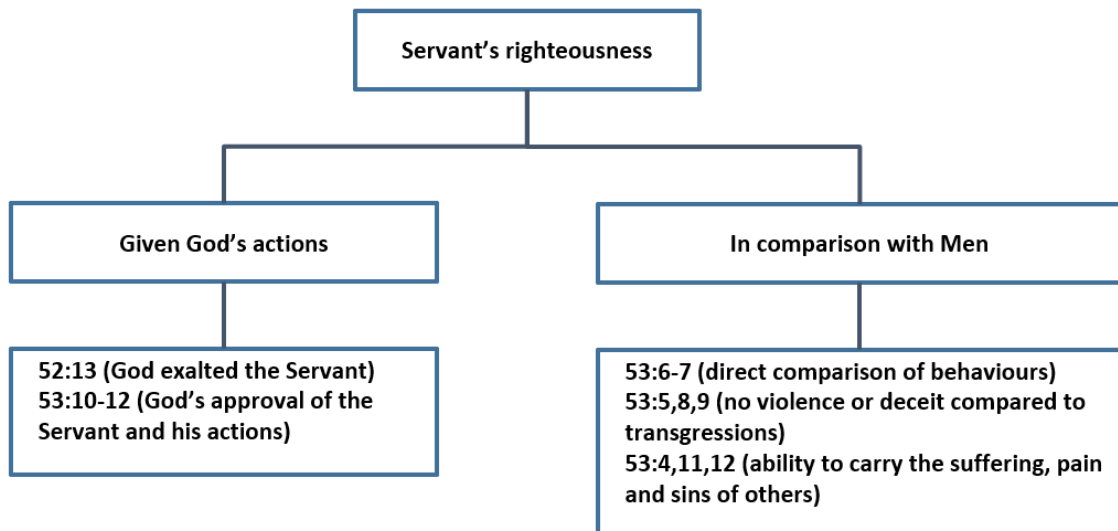 Servant’s righteousness
Given God’s actions
In comparison with Men
52:13 (God exalted the Servant)
53:10-12 (God’s approval of the
Servant and his actions)
53:6-7 (direct comparison of behaviours)
53:5,8,9 (no violence or deceit compared to
transgressions)
53:4,11,12 (ability to carry the suffering, pain
and sins of others)